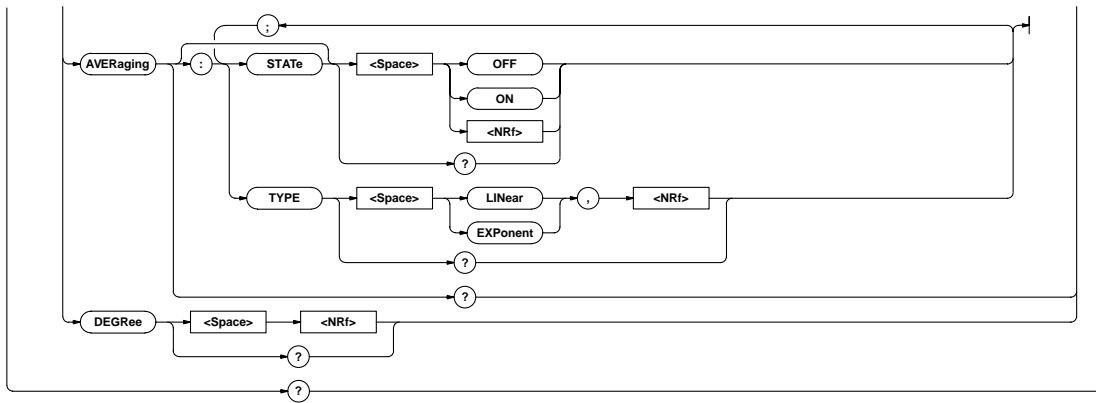 ;
AVERaging : STATe <Space> OFF
ON
<NRf>
?
TYPE <Space> LINear , <NRf>
EXPonent
?
?
DEGRee <Space> <NRf>
?
?